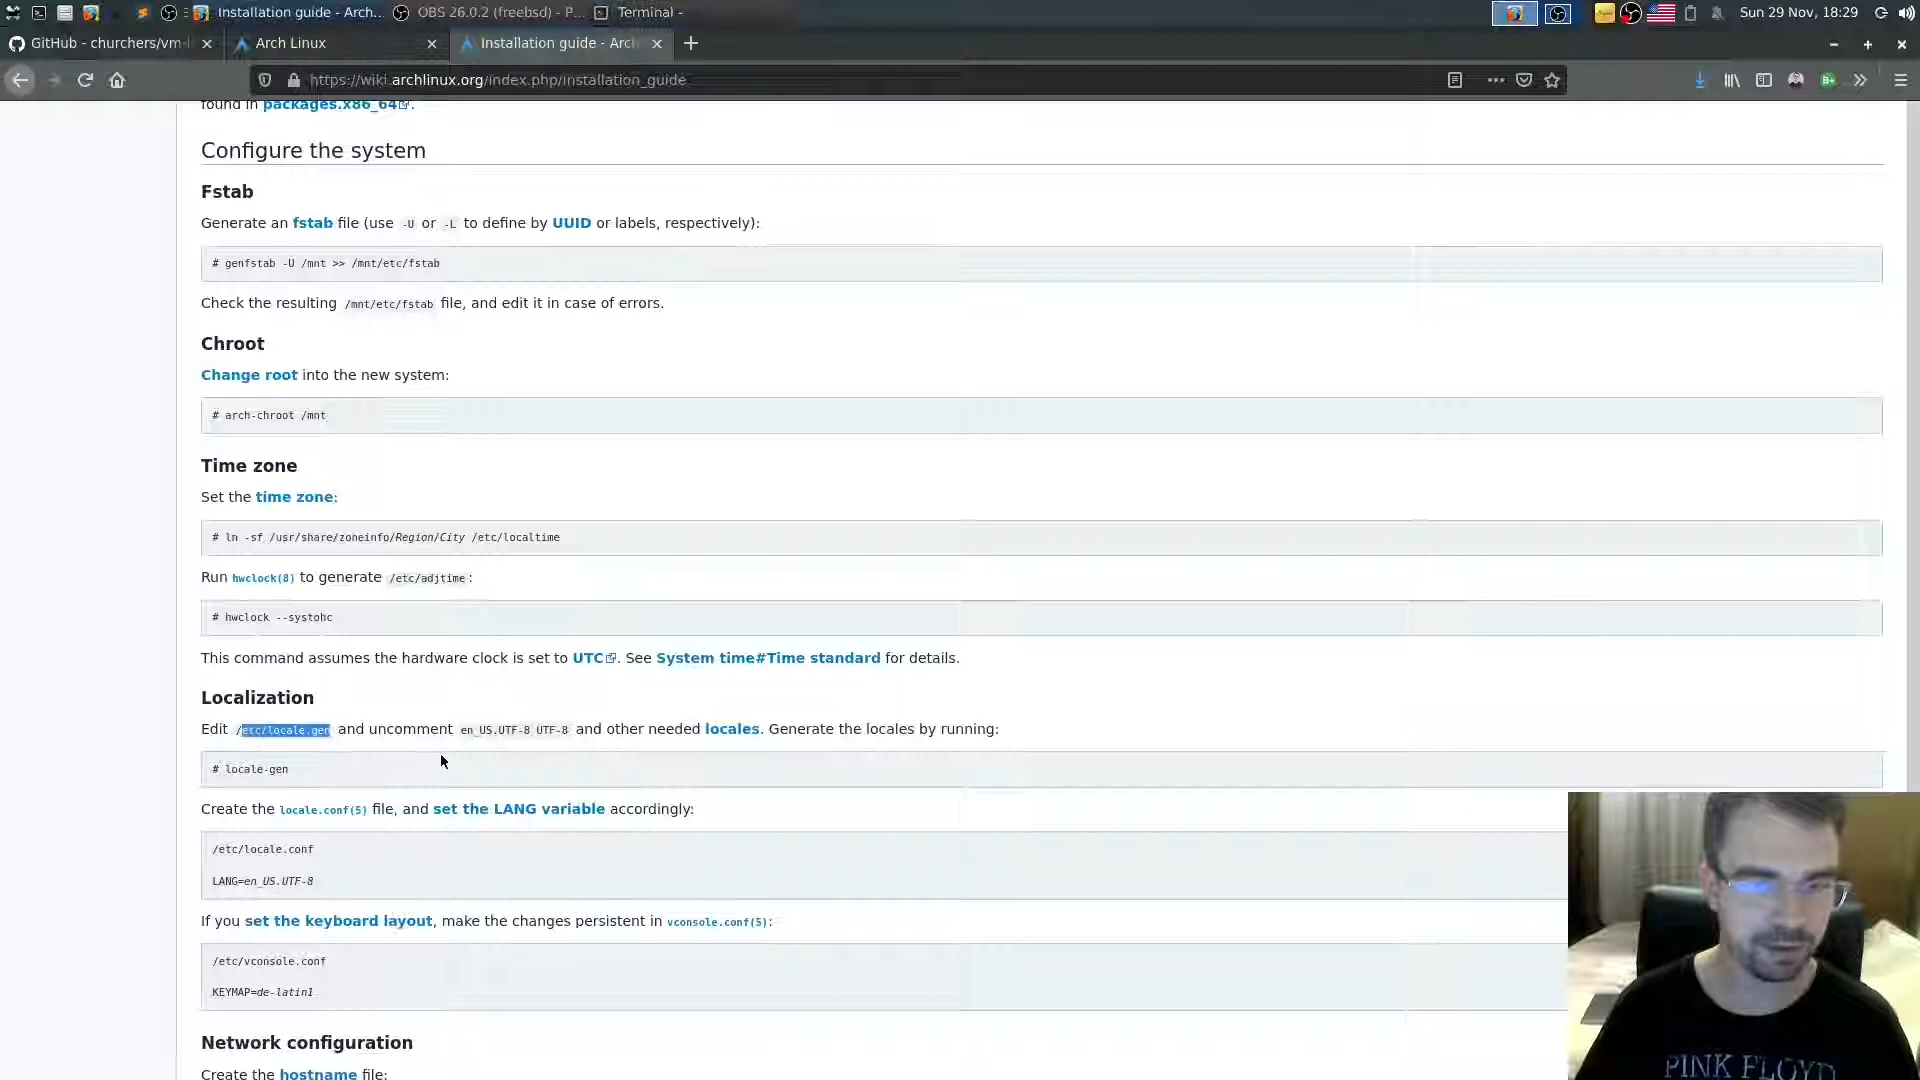 Installation guide - Arch... OBS 26.0.2 (freebsd) - P... Terminal - Sun 29 Nov, 18:29
GitHub - churchers/vm- Arch Linux Installation guide - Arch
https://wiki.archlinux.org/index.php/installation_guide
found in packages.x86_64.
Configure the system
Fstab
Generate an fstab file (use -U or -L to define by UUID or labels, respectively):
# genfstab -U /mnt >> /mnt/etc/fstab
Check the resulting /mnt/etc/fstab file, and edit it in case of errors.
Chroot
Change root into the new system:
# arch-chroot /mnt
Time zone
Set the time zone:
# ln -sf /usr/share/zoneinfo/Region/City /etc/localtime
Run hwclock(8) to generate /etc/adjtime:
# hwclock --systohc
This command assumes the hardware clock is set to UTC. See System time#Time standard for details.
Localization
Edit /etc/locale.gen and uncomment en_US.UTF-8 UTF-8 and other needed locales. Generate the locales by running:
# locale-gen
Create the locale.conf(5) file, and set the LANG variable accordingly:
/etc/locale.conf
LANG=en_US.UTF-8
If you set the keyboard layout, make the changes persistent in vconsole.conf(5):
/etc/vconsole.conf
KEYMAP=de-latin1
Network configuration
Create the hostname file:
PINK FLOYD